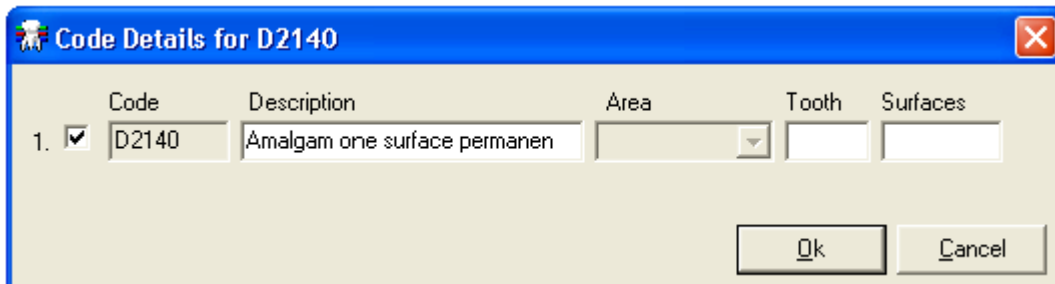 Code Details for D2140
Code Description Area Tooth Surfaces
1. D2140 Amalgam one surface permanen
Ok Cancel